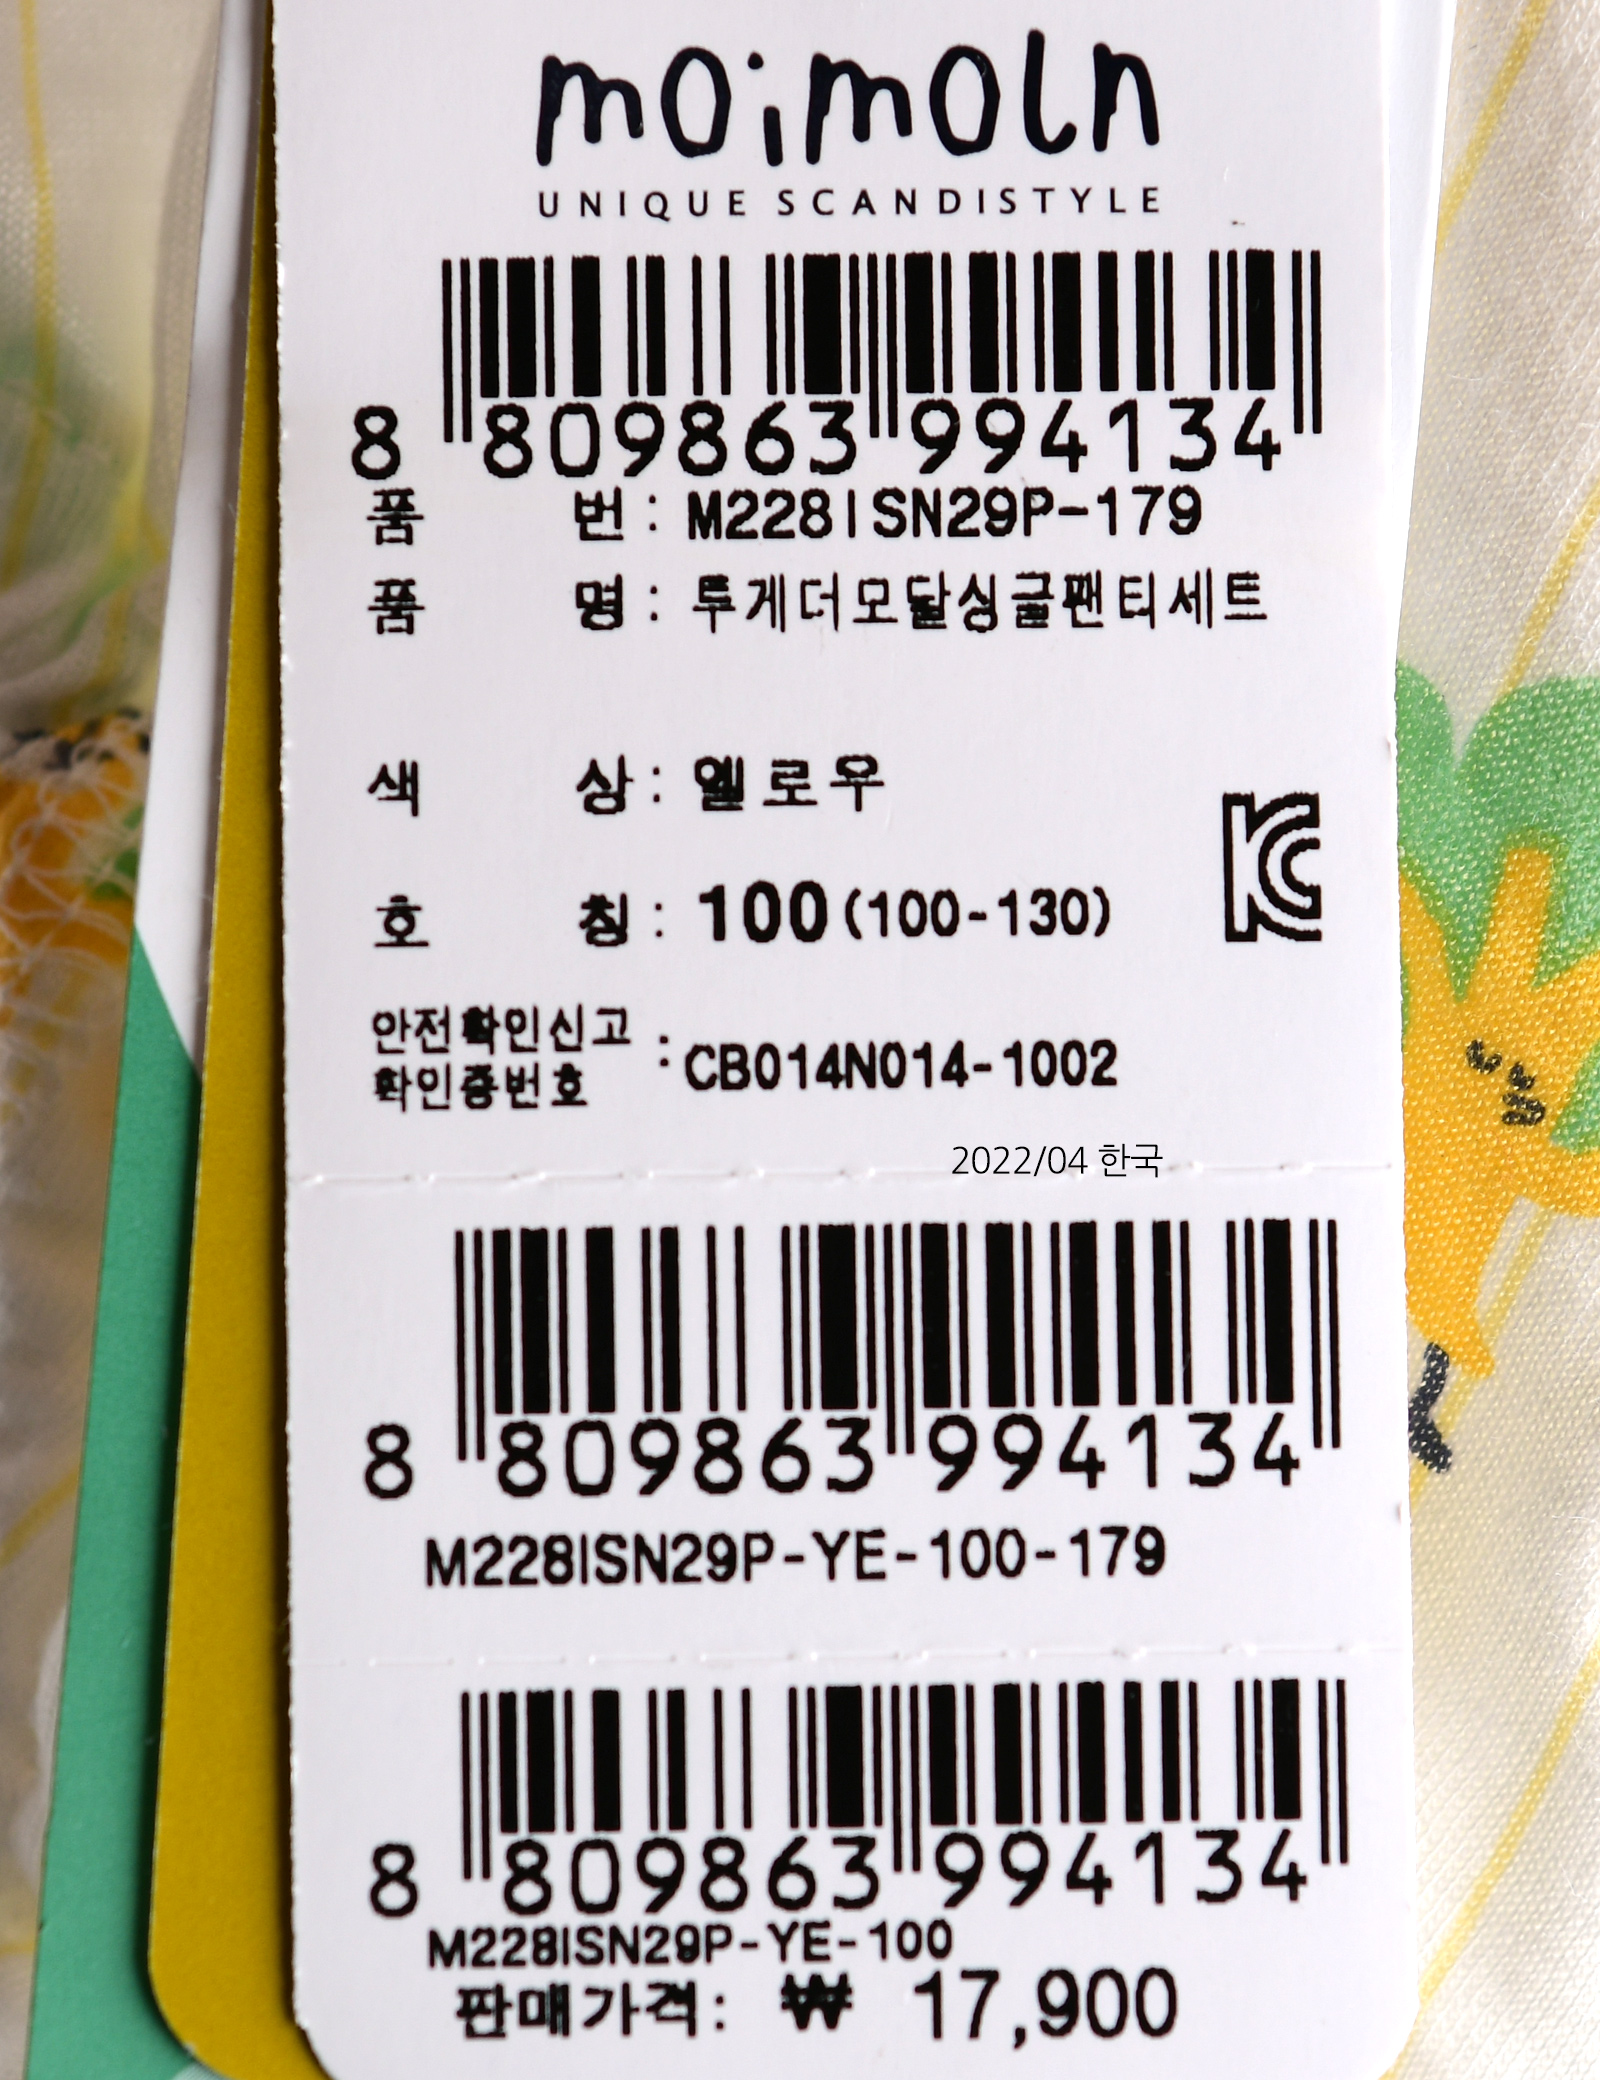 moimoln
UNIQUE SCANDISTYLE
8 809863 994134
품 번 : M228ISN29P-179
품 명 : 투게더모달싱글팬티세트
색 상 : 옐로우
호 칭 : 100(100-130)
안전확인신고
확인증번호 : CB014N014-1002
2022/04 한국
8 809863 994134
M228ISN29P-YE-100-179
8 809863 994134
M228ISN29P-YE-100
판매가격: ₩ 17,900